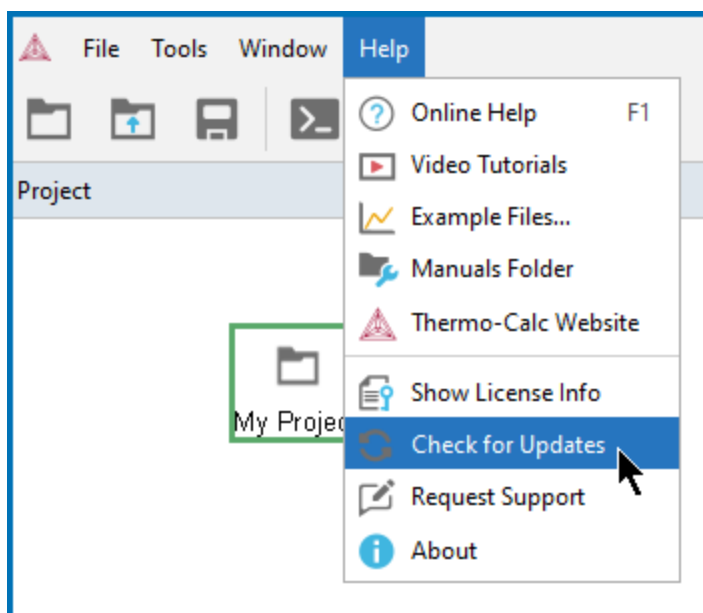 File Tools Window Help
Online Help F1
Video Tutorials
Example Files...
Manuals Folder
Thermo-Calc Website
Show License Info
Check for Updates
Request Support
About
Project
My Projec